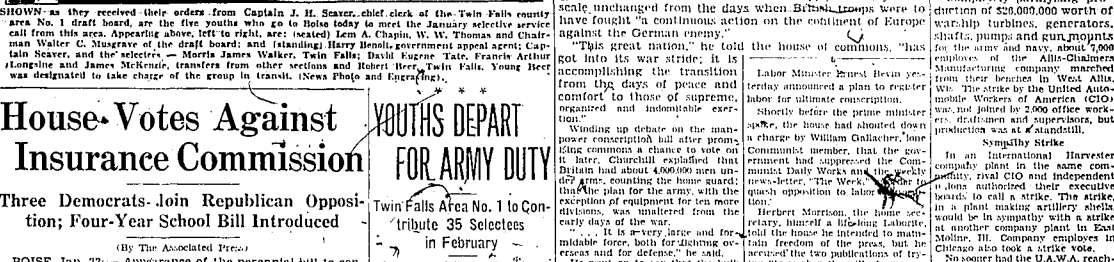 SHOWN as they received their orders from Captain J. H. Seaver, chief clerk of the Twin Falls county
area No. 1 draft board, are the five youths who go to Boise today to meet the January selective service
call from this area. Appearing above, left to right, are: (seated) Lem A. Chapin, W. W. Thomas and Chair-
man Walter C. Musgrave of the draft board; and (standing) Harry Benoit, government appeal agent; Cap-
tain Seaver, and the selectees — Morris James Walker, Twin Falls; David Eugene Tate, Francis Arthur
Longsine and James McKenzie, transfers from other sections and Robert Beer, Twin Falls. Young Beer
was designated to take charge of the group in transit. (News Photo and Engraving).
House Votes Against
Insurance Commission
Three Democrats Join Republican Opposi-
tion; Four-Year School Bill Introduced
(By The Associated Press)
* * *
YOUTHS DEPART
FOR ARMY DUTY
Twin Falls Area No. 1 to Con-
tribute 35 Selectees
in February
scale unchanged from the days when British troops were to
have fought "a continuous action on the continent of Europe
against the German enemy."
"This great nation," he told the house of commons, "has
got into its war stride; it is
accomplishing the transition
from the days of peace and
comfort to those of supreme,
organized and indomitable exer-
tion."
Winding up debate on the man-
power conscription bill after prom-
ising commons a chance to vote on
it later, Churchill explained that
Britain had about 4,000,000 men un-
der arms, counting the home guard;
that the plan for the army, with the
exception of equipment for ten more
divisions, was unaltered from the
early days of the war.
". . . It is a very large and for-
midable force, both for fighting ov-
erseas and for defense," he said.
Labor Minister Ernest Bevin yes-
terday announced a plan to register
labor for ultimate conscription.
Shortly before the prime minister
spoke, the house had shouted down
a charge by William Gallacher, lone
Communist member, that the gov-
ernment had suppressed the Com-
munist Daily Works and the weekly
news-letter, "The Week," order to
quash opposition to labor
tion.
Herbert Morrison, the home sec-
retary, himself a lifelong Laborite,
told the house he intended to main-
tain freedom of the press, but he
accused the two publications of try-
duction of $26,000,000 worth of
warship turbines, generators,
shafts, pumps and gun mounts
for the army and navy, about 7,000
employes of the Allis-Chalmers
Manufacturing company marched
from their benches in West Allis,
Wis. The strike by the United Auto-
mobile Workers of America (CIO)
was not joined by 2,000 office work-
ers, draftsmen and supervisors, but
production was at a standstill.
Sympathy Strike
In an International Harvester
company plant in the same com-
munity, rival CIO and independent
unions authorized their executive
boards to call a strike. The strike,
in a plant making artillery shells,
would be in sympathy with a strike
at another company plant in East
Moline, Ill. Company employes in
Chicago also took a strike vote.
No sooner had the U.A.W. reach-